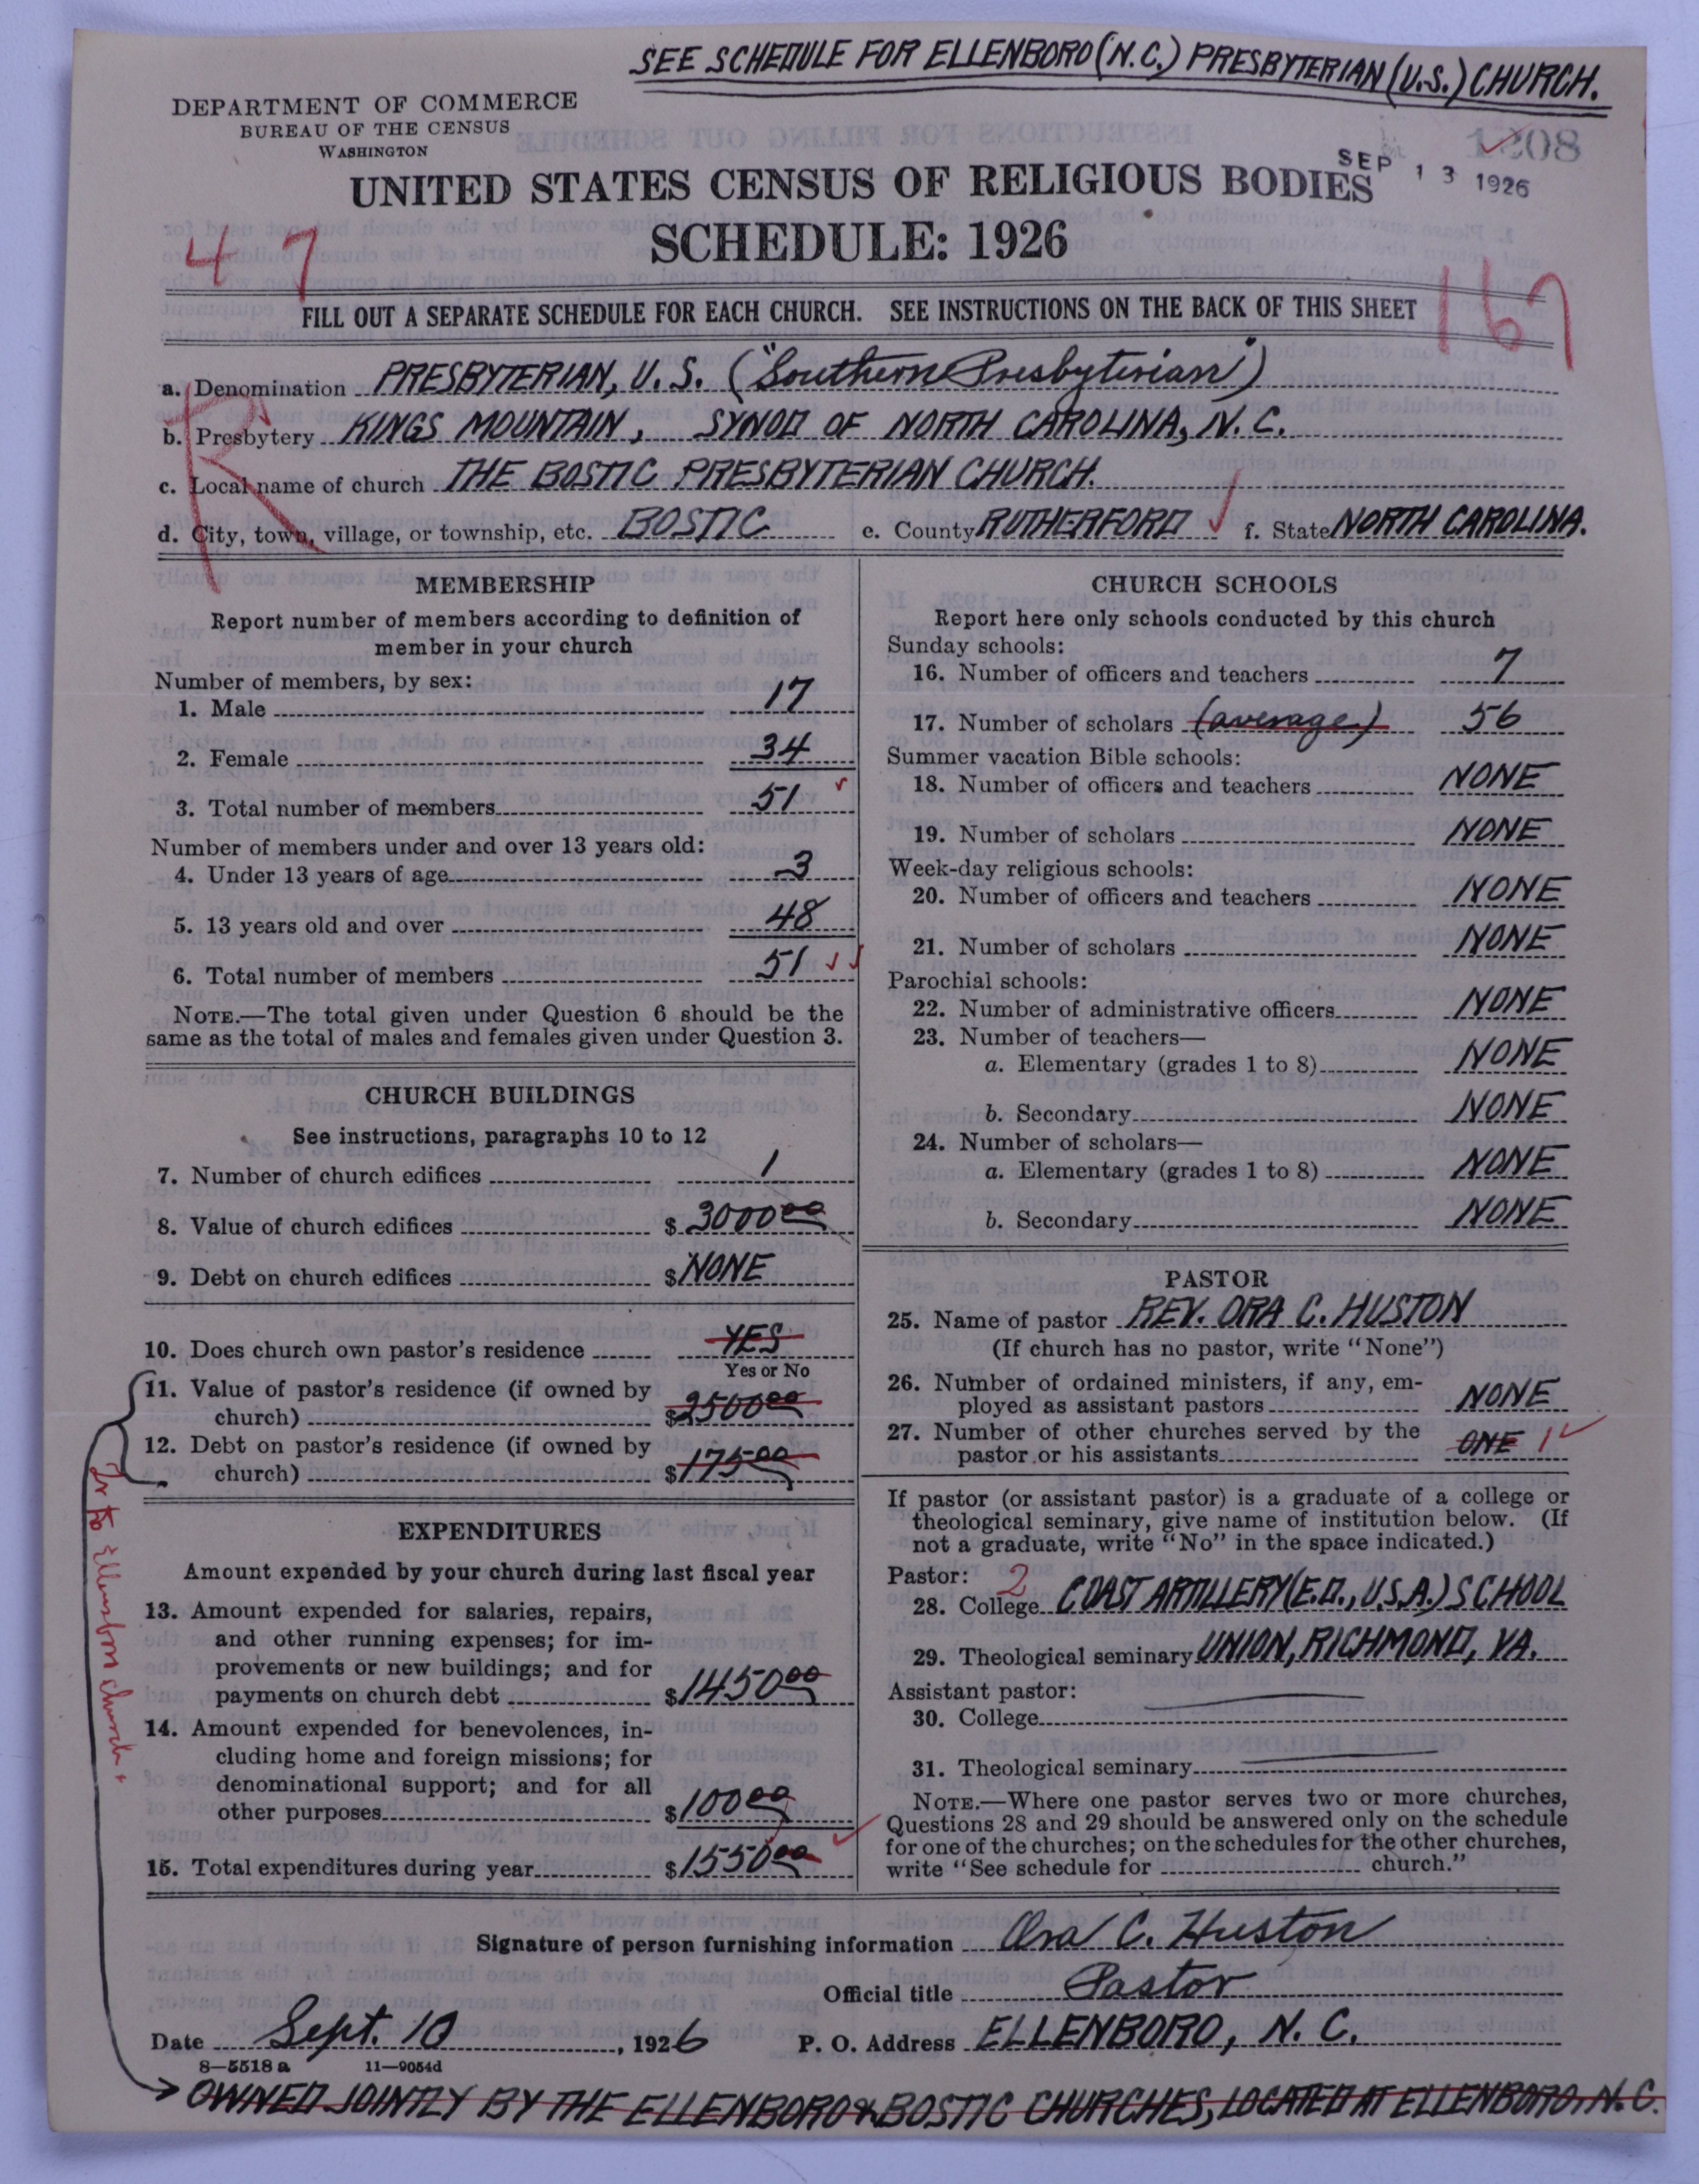 SEE SCHEDULE FOR ELLENBORO (N.C.) PRESBYTERIAN (U.S.) CHURCH.
DEPARTMENT OF COMMERCE
BUREAU OF THE CENSUS
WASHINGTON
1208
SEP 13 1926
UNITED STATES CENSUS OF RELIGIOUS BODIES
SCHEDULE: 1926
47
167
FILL OUT A SEPARATE SCHEDULE FOR EACH CHURCH. SEE INSTRUCTIONS ON THE BACK OF THIS SHEET
R
a. Denomination PRESBYTERIAN, U.S. ("Southern Presbyterian")
b. Presbytery KINGS MOUNTAIN, SYNOD OF NORTH CAROLINA, N.C.
c. Local name of church THE BOSTIC PRESBYTERIAN CHURCH.
d. City, town, village, or township, etc. BOSTIC e. County RUTHERFORD f. State NORTH CAROLINA.
MEMBERSHIP
Report number of members according to definition of
member in your church
Number of members, by sex:
1. Male 17
2. Female 34
3. Total number of members 51
Number of members under and over 13 years old:
4. Under 13 years of age 3
5. 13 years old and over 48
6. Total number of members 51
NOTE.—The total given under Question 6 should be the
same as the total of males and females given under Question 3.
CHURCH BUILDINGS
See instructions, paragraphs 10 to 12
7. Number of church edifices 1
8. Value of church edifices $3000 00
9. Debt on church edifices $NONE
10. Does church own pastor's residence YES
Yes or No
11. Value of pastor's residence (if owned by
church) $2500 00
12. Debt on pastor's residence (if owned by
church) $175 00
EXPENDITURES
Amount expended by your church during last fiscal year
13. Amount expended for salaries, repairs,
and other running expenses; for im-
provements or new buildings; and for
payments on church debt $1450 00
14. Amount expended for benevolences, in-
cluding home and foreign missions; for
denominational support; and for all
other purposes $100 00
15. Total expenditures during year $1550 00
to Ellenboro Church.
CHURCH SCHOOLS
Report here only schools conducted by this church
Sunday schools:
16. Number of officers and teachers 7
17. Number of scholars (average) 56
Summer vacation Bible schools:
18. Number of officers and teachers NONE
19. Number of scholars NONE
Week-day religious schools:
20. Number of officers and teachers NONE
21. Number of scholars NONE
Parochial schools:
22. Number of administrative officers NONE
23. Number of teachers—
a. Elementary (grades 1 to 8) NONE
b. Secondary NONE
24. Number of scholars—
a. Elementary (grades 1 to 8) NONE
b. Secondary NONE
PASTOR
25. Name of pastor REV. ORA C. HUSTON
(If church has no pastor, write "None")
26. Number of ordained ministers, if any, em-
ployed as assistant pastors NONE
27. Number of other churches served by the
pastor or his assistants ONE 1
If pastor (or assistant pastor) is a graduate of a college or
theological seminary, give name of institution below. (If
not a graduate, write "No" in the space indicated.)
Pastor: 2
28. College COAST ARTILLERY (E.D., U.S.A.) SCHOOL
29. Theological seminary UNION, RICHMOND, VA.
Assistant pastor:
30. College
31. Theological seminary
NOTE.—Where one pastor serves two or more churches,
Questions 28 and 29 should be answered only on the schedule
for one of the churches; on the schedules for the other churches,
write "See schedule for church."
Signature of person furnishing information Ora C. Huston
Official title Pastor
Date Sept. 10, 1926 P. O. Address ELLENBORO, N. C.
8—5518 a 11—9054d
OWNED JOINTLY BY THE ELLENBORO & BOSTIC CHURCHES, LOCATED AT ELLENBORO, N.C.